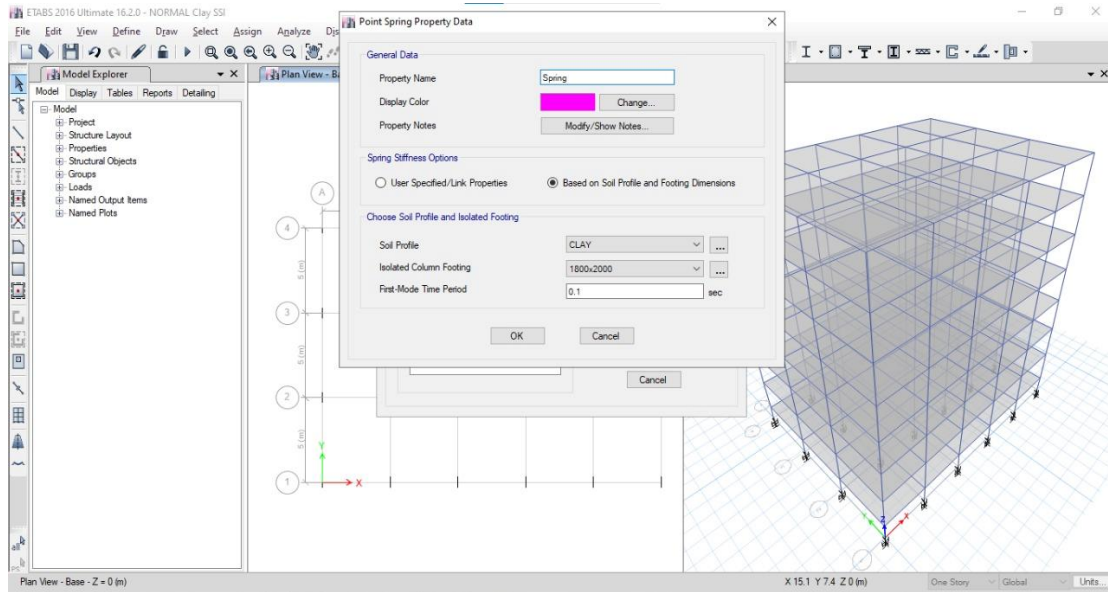 ETABS 2016 Ultimate 16.2.0 - NORMAL Clay SSI
File Edit View Define Draw Select Assign Analyze
Model Explorer
Model Display Tables Reports Detailing
Model
Project
Structure Layout
Properties
Structural Objects
Groups
Loads
Named Output Items
Named Plots
Plan View - B
Point Spring Property Data
General Data
Property Name Spring
Display Color Change...
Property Notes Modify/Show Notes...
Spring Stiffness Options
User Specified/Link Properties Based on Soil Profile and Footing Dimensions
Choose Soil Profile and Isolated Footing
Soil Profile CLAY ...
Isolated Column Footing 1800x2000 ...
First-Mode Time Period 0.1 sec
OK Cancel
Cancel
A
4
5 (m)
3
5 (m)
2
5 (m)
1
Y
X
Z
Y X
Plan View - Base - Z = 0 (m) X 15.1 Y 7.4 Z 0 (m) One Story Global Units...